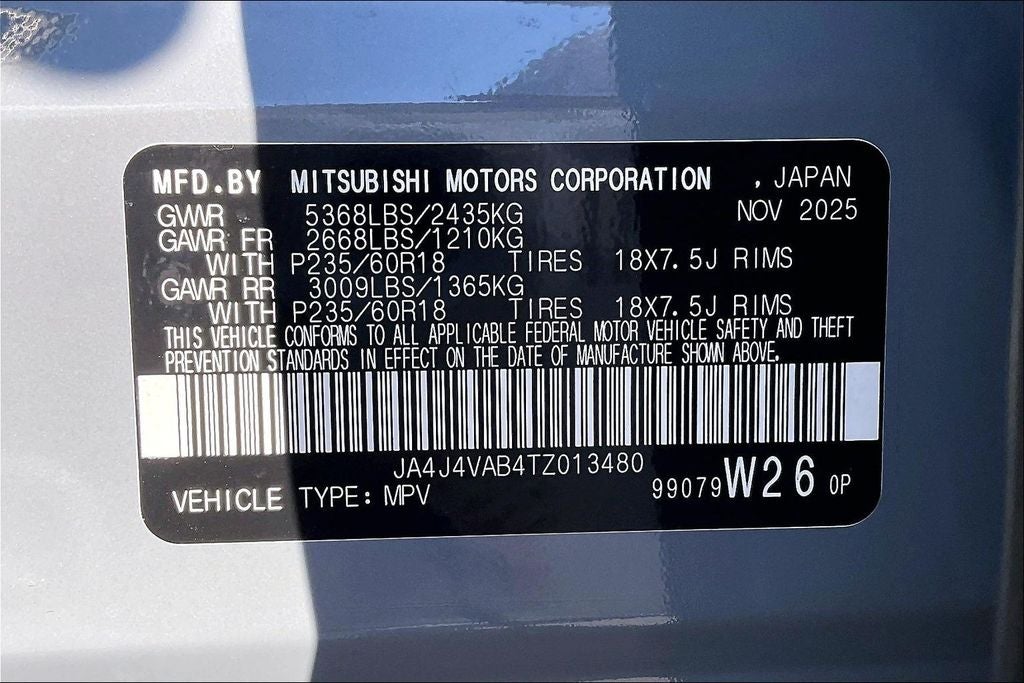 MFD.BY MITSUBISHI MOTORS CORPORATION , JAPAN
GVWR 5368LBS/2435KG NOV 2025
GAWR FR 2668LBS/1210KG
WITH P235/60R18 TIRES 18X7.5J RIMS
GAWR RR 3009LBS/1365KG
WITH P235/60R18 TIRES 18X7.5J RIMS
THIS VEHICLE CONFORMS TO ALL APPLICABLE FEDERAL MOTOR VEHICLE SAFETY AND THEFT
PREVENTION STANDARDS IN EFFECT ON THE DATE OF MANUFACTURE SHOWN ABOVE.
JA4J4VAB4TZ013480
VEHICLE TYPE: MPV 99079 W26 0P